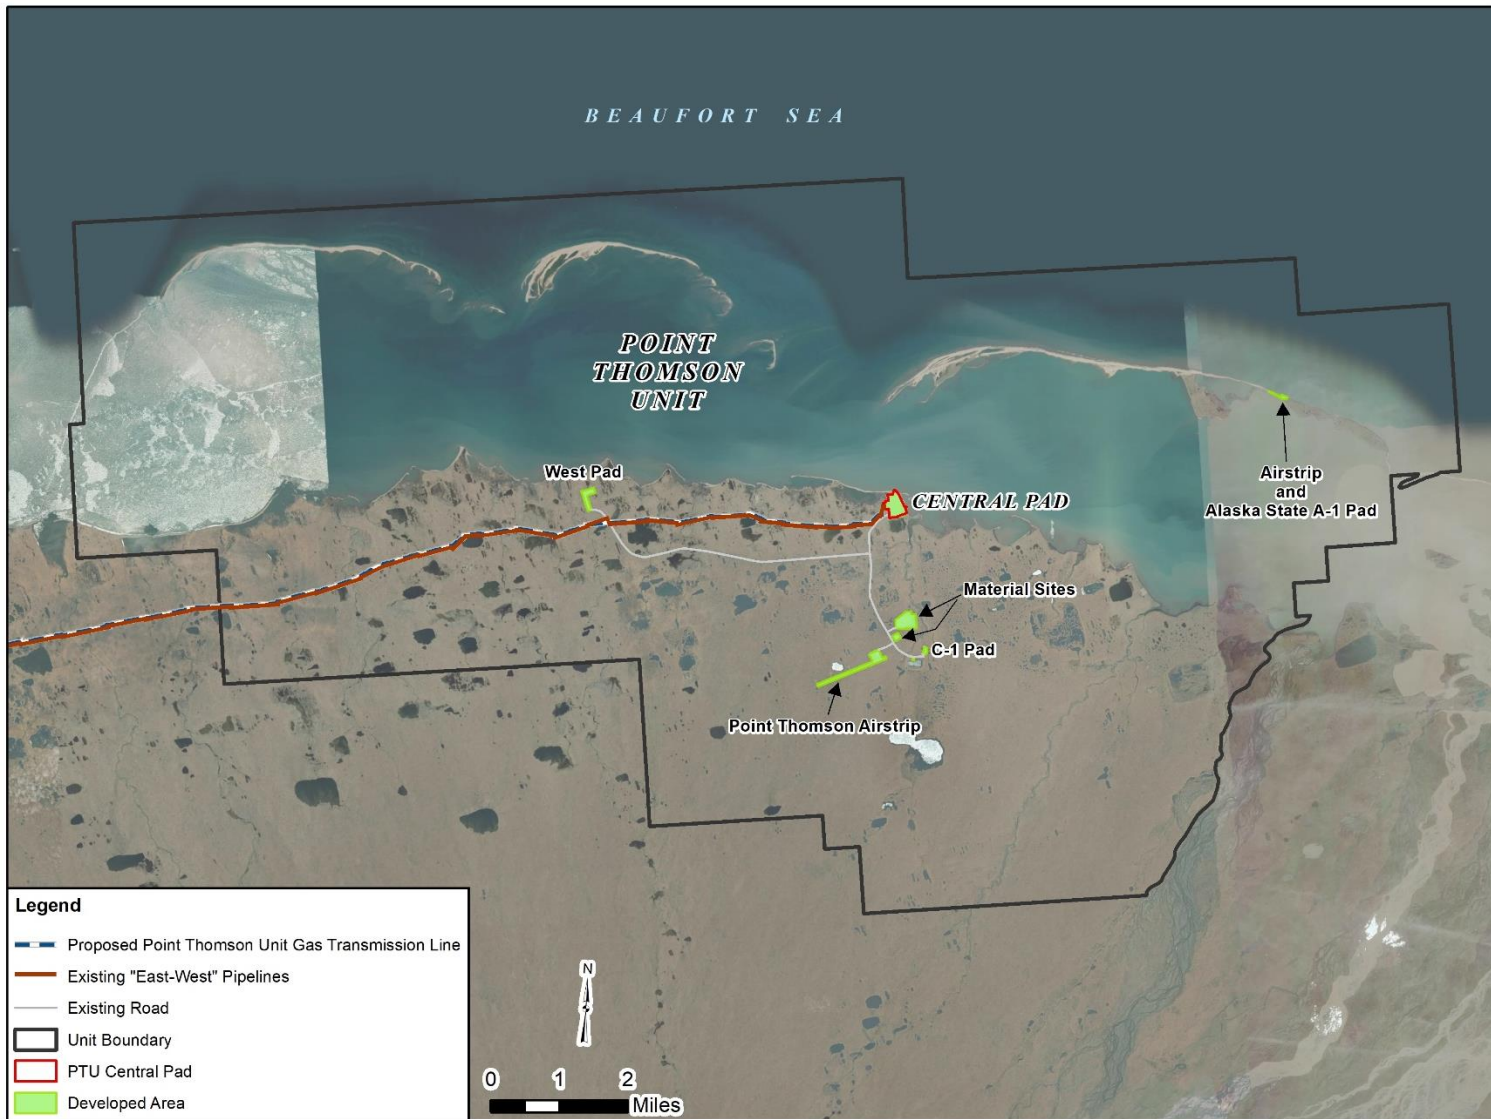 BEAUFORT SEA
POINT
THOMSON
UNIT
West Pad
CENTRAL PAD
Airstrip
and
Alaska State A-1 Pad
Material Sites
C-1 Pad
Point Thomson Airstrip
Legend
Proposed Point Thomson Unit Gas Transmission Line
Existing "East-West" Pipelines
Existing Road
Unit Boundary
PTU Central Pad
Developed Area
N
0 1 2
Miles